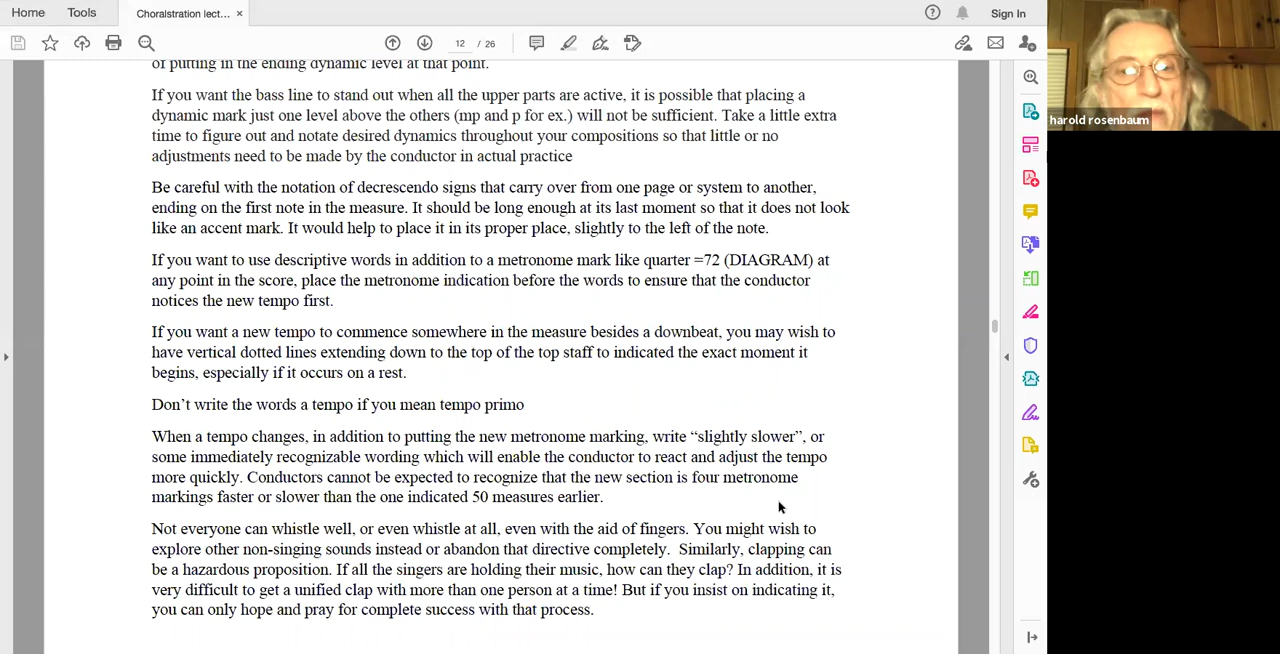 Home Tools Choralstration lect... × Sign In
12 / 26
of putting in the ending dynamic level at that point.
If you want the bass line to stand out when all the upper parts are active, it is possible that placing a
dynamic mark just one level above the others (mp and p for ex.) will not be sufficient. Take a little extra
time to figure out and notate desired dynamics throughout your compositions so that little or no
adjustments need to be made by the conductor in actual practice
Be careful with the notation of decrescendo signs that carry over from one page or system to another,
ending on the first note in the measure. It should be long enough at its last moment so that it does not look
like an accent mark. It would help to place it in its proper place, slightly to the left of the note.
If you want to use descriptive words in addition to a metronome mark like quarter =72 (DIAGRAM) at
any point in the score, place the metronome indication before the words to ensure that the conductor
notices the new tempo first.
If you want a new tempo to commence somewhere in the measure besides a downbeat, you may wish to
have vertical dotted lines extending down to the top of the top staff to indicated the exact moment it
begins, especially if it occurs on a rest.
Don’t write the words a tempo if you mean tempo primo
When a tempo changes, in addition to putting the new metronome marking, write “slightly slower”, or
some immediately recognizable wording which will enable the conductor to react and adjust the tempo
more quickly. Conductors cannot be expected to recognize that the new section is four metronome
markings faster or slower than the one indicated 50 measures earlier.
Not everyone can whistle well, or even whistle at all, even with the aid of fingers. You might wish to
explore other non-singing sounds instead or abandon that directive completely. Similarly, clapping can
be a hazardous proposition. If all the singers are holding their music, how can they clap? In addition, it is
very difficult to get a unified clap with more than one person at a time! But if you insist on indicating it,
you can only hope and pray for complete success with that process.
harold rosenbaum